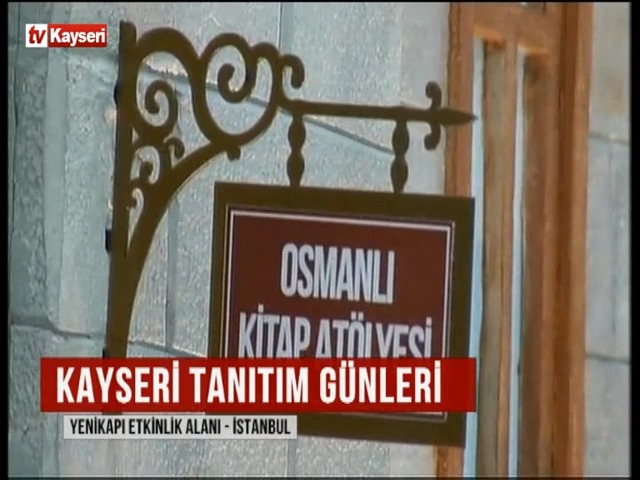 tv Kayseri
OSMANLI
KİTAP ATÖLYESİ
KAYSERİ TANITIM GÜNLERİ
YENİKAPI ETKİNLİK ALANI - İSTANBUL